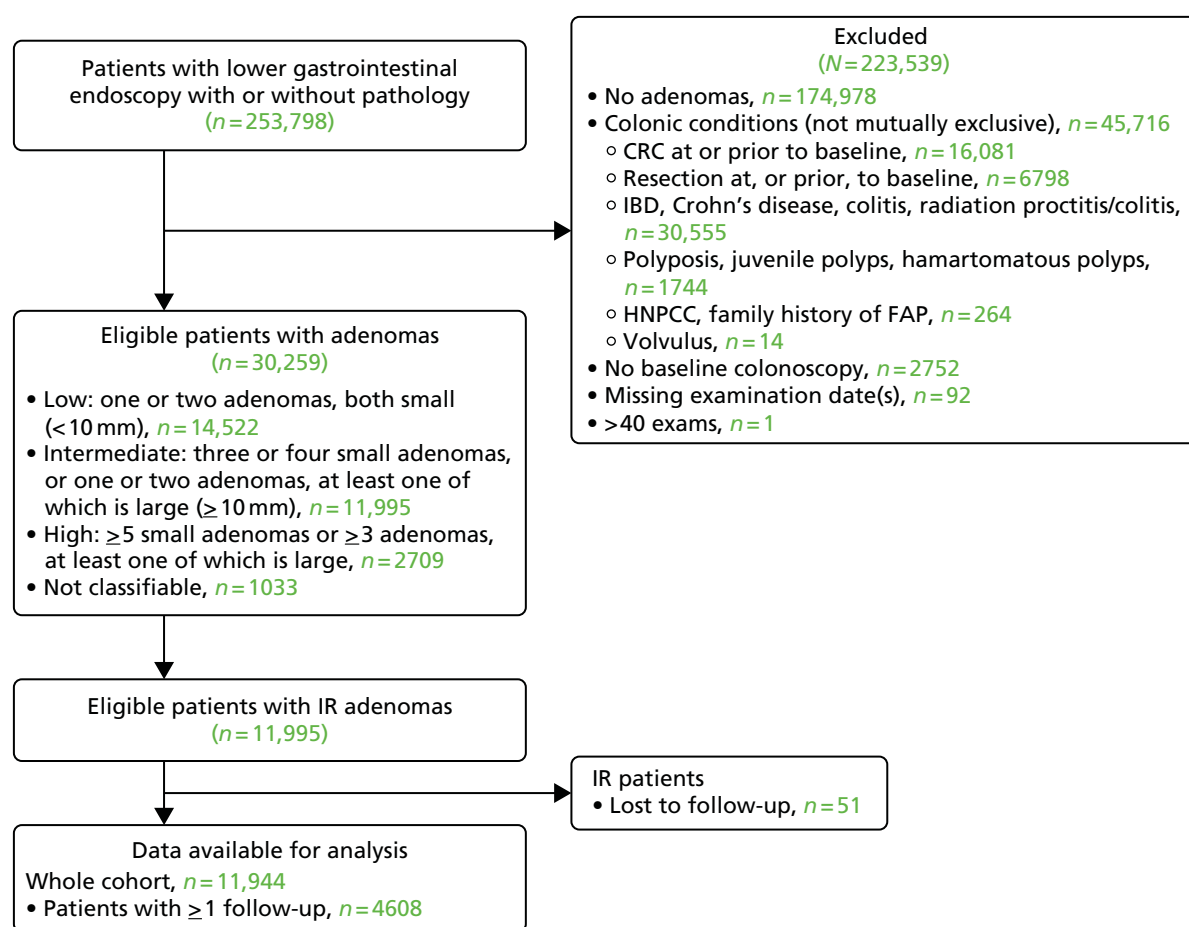 Patients with lower gastrointestinal
endoscopy with or without pathology
(n=253,798)
Excluded
(N=223,539)
• No adenomas, n=174,978
• Colonic conditions (not mutually exclusive), n=45,716
○ CRC at or prior to baseline, n=16,081
○ Resection at, or prior, to baseline, n=6798
○ IBD, Crohn's disease, colitis, radiation proctitis/colitis,
n=30,555
○ Polyposis, juvenile polyps, hamartomatous polyps,
n=1744
○ HNPCC, family history of FAP, n=264
○ Volvulus, n=14
• No baseline colonoscopy, n=2752
• Missing examination date(s), n=92
• >40 exams, n=1
Eligible patients with adenomas
(n=30,259)
• Low: one or two adenomas, both small
(<10 mm), n=14,522
• Intermediate: three or four small adenomas,
or one or two adenomas, at least one of
which is large (≥10 mm), n=11,995
• High: ≥5 small adenomas or ≥3 adenomas,
at least one of which is large, n=2709
• Not classifiable, n=1033
Eligible patients with IR adenomas
(n=11,995)
IR patients
• Lost to follow-up, n=51
Data available for analysis
Whole cohort, n=11,944
• Patients with ≥1 follow-up, n=4608